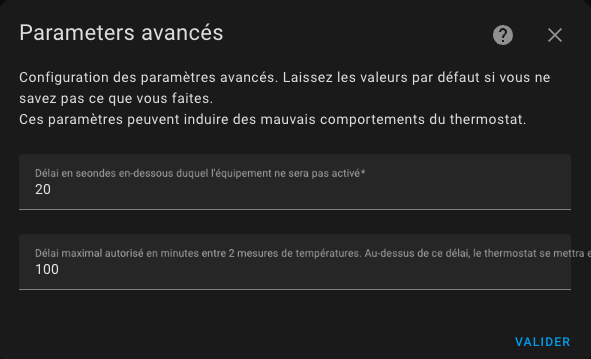 Parameters avancés
Configuration des paramètres avancés. Laissez les valeurs par défaut si vous ne
savez pas ce que vous faites.
Ces paramètres peuvent induire des mauvais comportements du thermostat.
Délai en seondes en-dessous duquel l'équipement ne sera pas activé*
20
Délai maximal autorisé en minutes entre 2 mesures de températures. Au-dessus de ce délai, le thermostat se mettra e
100
VALIDER